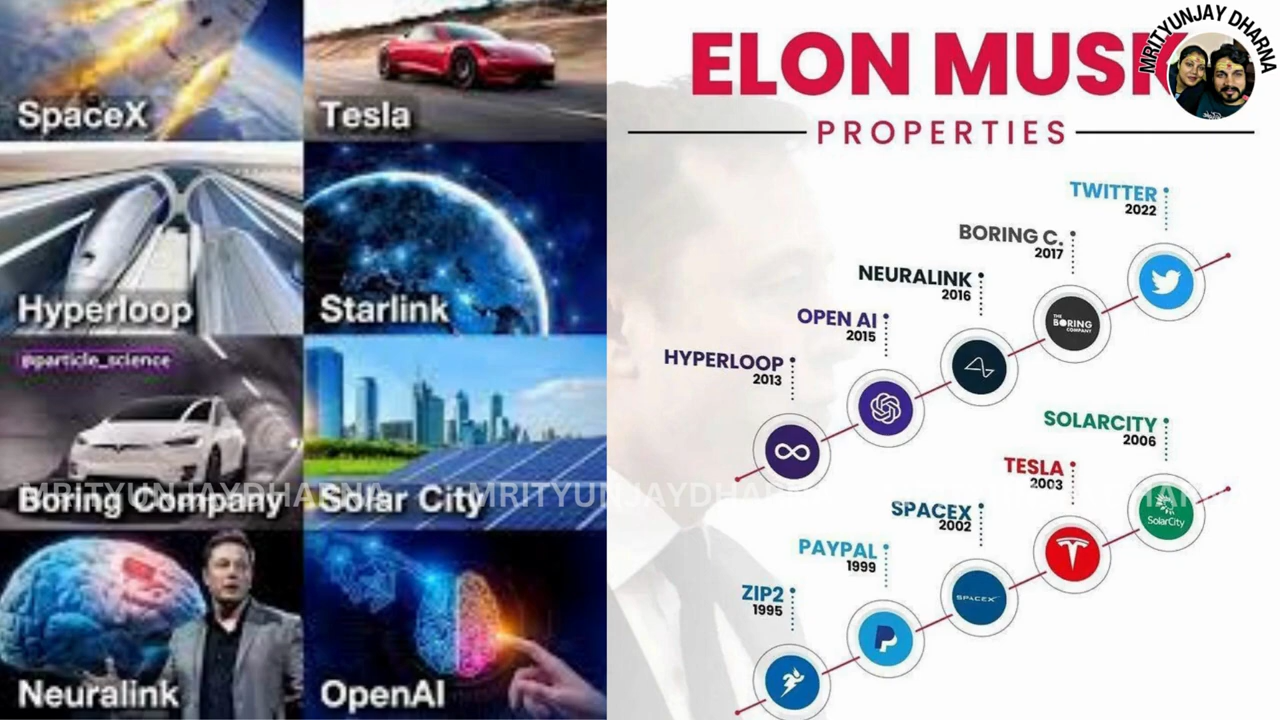 SpaceX
Tesla
Hyperloop
Starlink
@particle_science
Boring Company
Solar City
MRITYUNJAYDHARNA
MRITYUNJAYDHARNA
Neuralink
OpenAI
MRITYUNJAY DHARNA
ELON MUSK
PROPERTIES
TWITTER
2022
BORING C.
2017
THE
BORING
COMPANY
NEURALINK
2016
OPEN AI
2015
HYPERLOOP
2013
SOLARCITY
2006
SolarCity
TESLA
2003
SPACEX
2002
SPACEX
PAYPAL
1999
ZIP2
1995